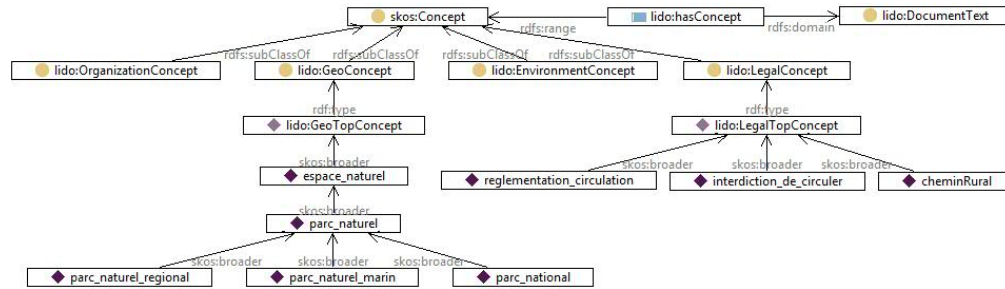 skos:Concept
lido:hasConcept
lido:DocumentText
rdfs:range
rdfs:domain
rdfs:subClassOf
rdfs:subClassOf
rdfs:subClassOf
rdfs:subClassOf
lido:OrganizationConcept
lido:GeoConcept
lido:EnvironmentConcept
lido:LegalConcept
rdf:type
rdf:type
lido:GeoTopConcept
lido:LegalTopConcept
skos:broader
skos:broader
skos:broader
skos:broader
espace_naturel
reglementation_circulation
interdiction_de_circuler
cheminRural
skos:broader
parc_naturel
skos:broader
skos:broader
skos:broader
parc_naturel_regional
parc_naturel_marin
parc_national